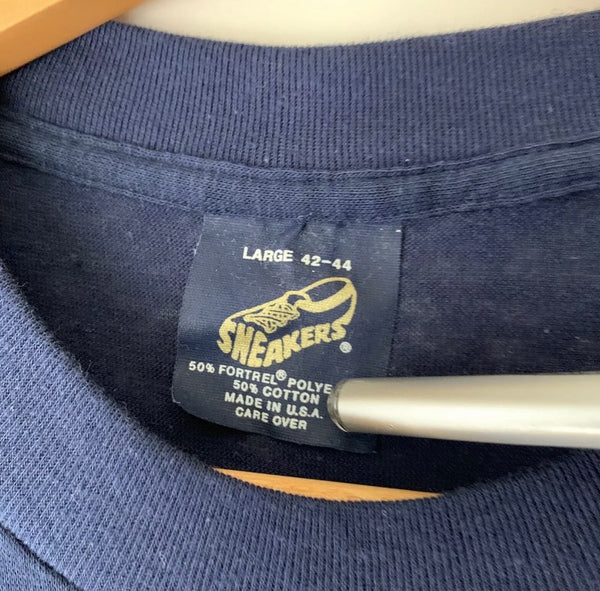 LARGE 42-44
SNEAKERS®
50% FORTREL® POLYE
50% COTTON
MADE IN U.S.A.
CARE OVER